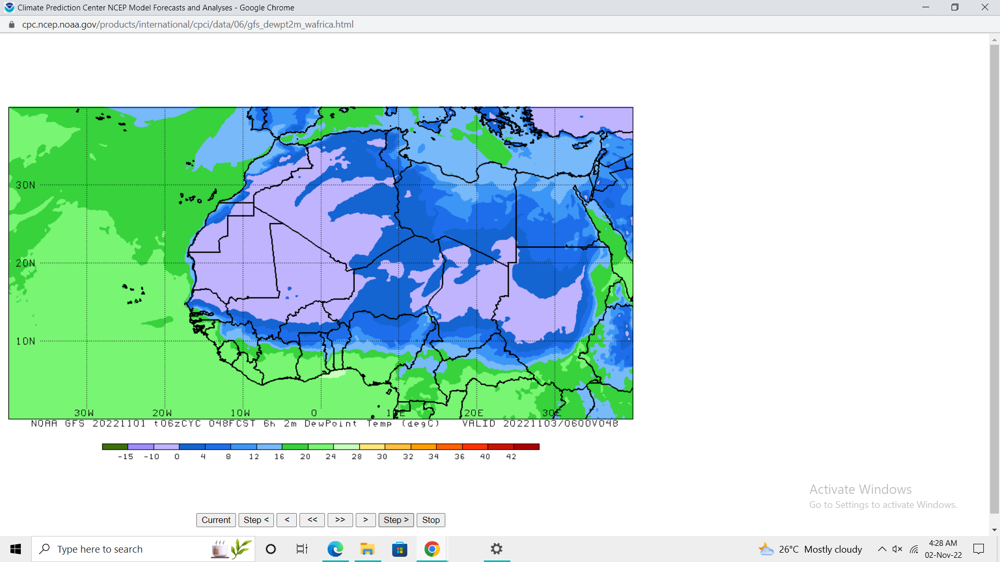 Climate Prediction Center NCEP Model Forecasts and Analyses - Google Chrome
cpc.ncep.noaa.gov/products/international/cpci/data/06/gfs_dewpt2m_wafrica.html
30N
20N
10N
30W 20W 10W 0 10E 20E 30E
NOAA GFS 20221101 t06zCYC 048FCST 6h 2m DewPoint Temp (degC) VALID 20221103/0600V048
-15 -10 0 4 8 12 16 20 24 28 30 32 34 36 40 42
Activate Windows
Go to Settings to activate Windows.
Current Step < < << >> > Step > Stop
Type here to search
26°C Mostly cloudy
4:28 AM
02-Nov-22